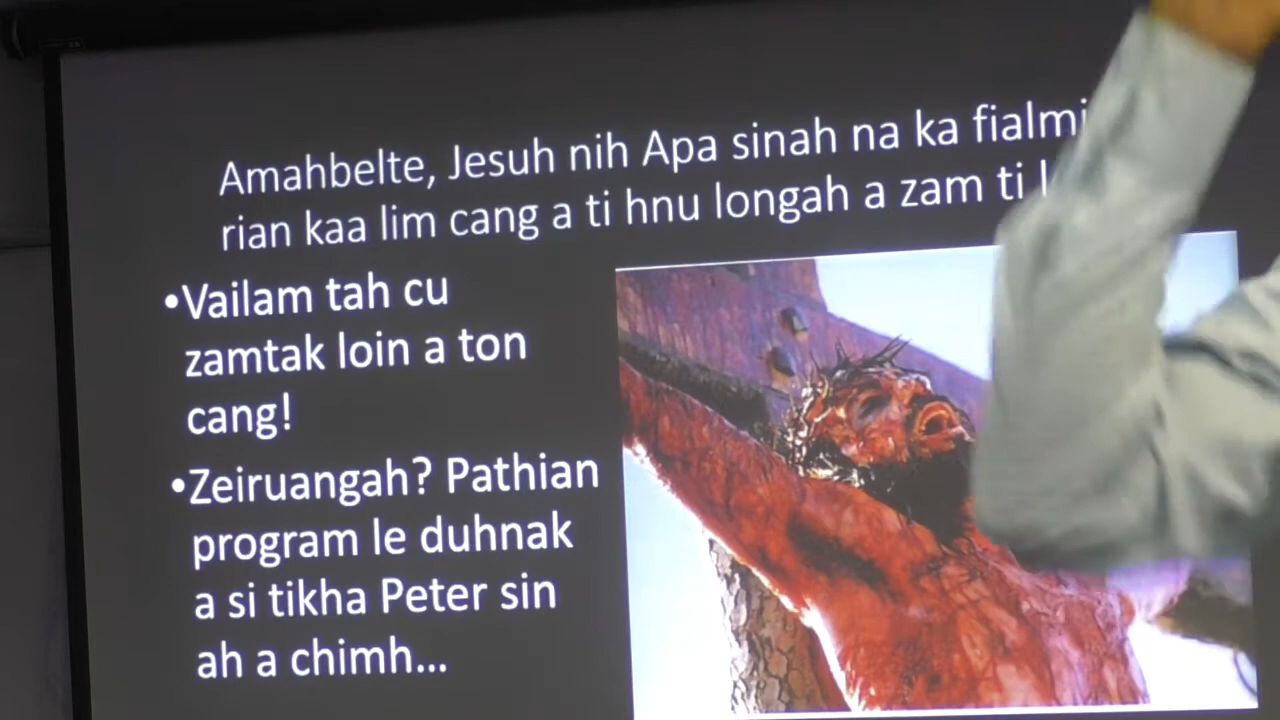 Amahbelte, Jesuh nih Apa sinah na ka fialmi
rian kaa lim cang a ti hnu longah a zam ti
•Vailam tah cu
zamtak loin a ton
cang!
•Zeiruangah? Pathian
program le duhnak
a si tikha Peter sin
ah a chimh...